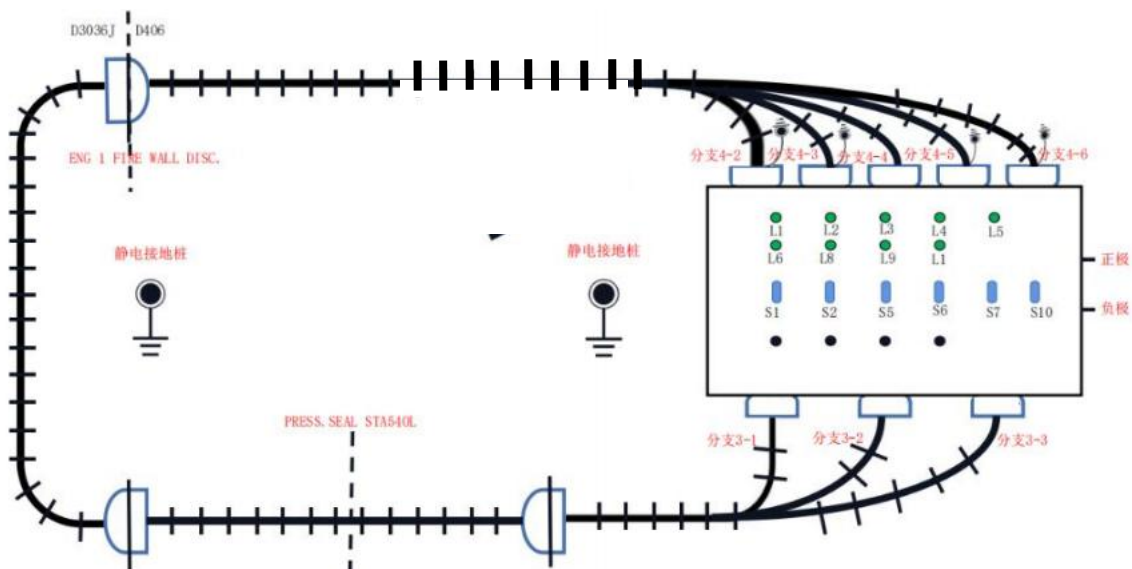 D3036J D406
ENG 1 FIRE WALL DISC.
分支4-2 分支4-3 分支4-4 分支4-5 分支4-6
L1 L2 L3 L4 L5
静电接地桩 静电接地桩
L6 L8 L9 L1
正极
S1 S2 S5 S6 S7 S10
负极
PRESS.SEAL STA540L
分支3-1 分支3-2 分支3-3